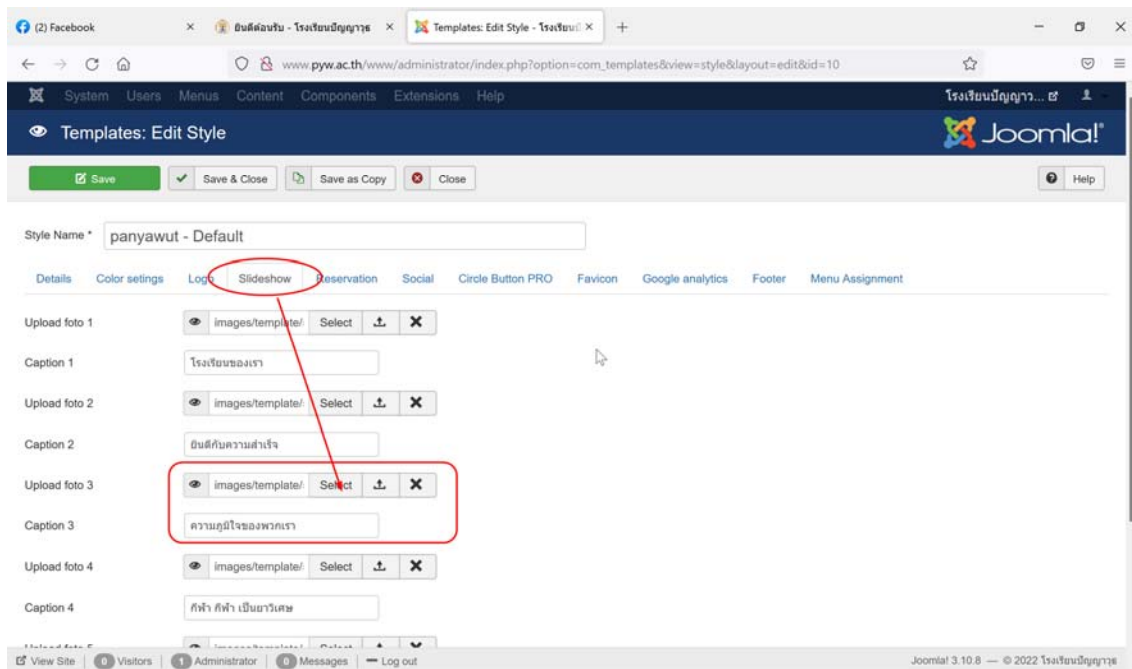 (2) Facebook
ยินดีต่อนรับ - โรงเรียนปัญญาวุธ
Templates: Edit Style - โรงเรียนปั
www.pyw.ac.th/www/administrator/index.php?option=com_templates&view=style&layout=edit&id=10
System Users Menus Content Components Extensions Help โรงเรียนปัญญาว...
Templates: Edit Style Joomla!
Save Save & Close Save as Copy Close Help
Style Name * panyawut - Default
Details Color setings Logo Slideshow Reservation Social Circle Button PRO Favicon Google analytics Footer Menu Assignment
Upload foto 1 images/template/ Select
Caption 1 โรงเรียนของเรา
Upload foto 2 images/template/ Select
Caption 2 ยินดีกับความสำเร็จ
Upload foto 3 images/template/ Select
Caption 3 ความภูมิใจของพวกเรา
Upload foto 4 images/template/ Select
Caption 4 กีฬา กีฬา เป็นยาวิเศษ
View Site 0 Visitors 1 Administrator 0 Messages Log out Joomla! 3.10.8 — © 2022 โรงเรียนปัญญาวุธ